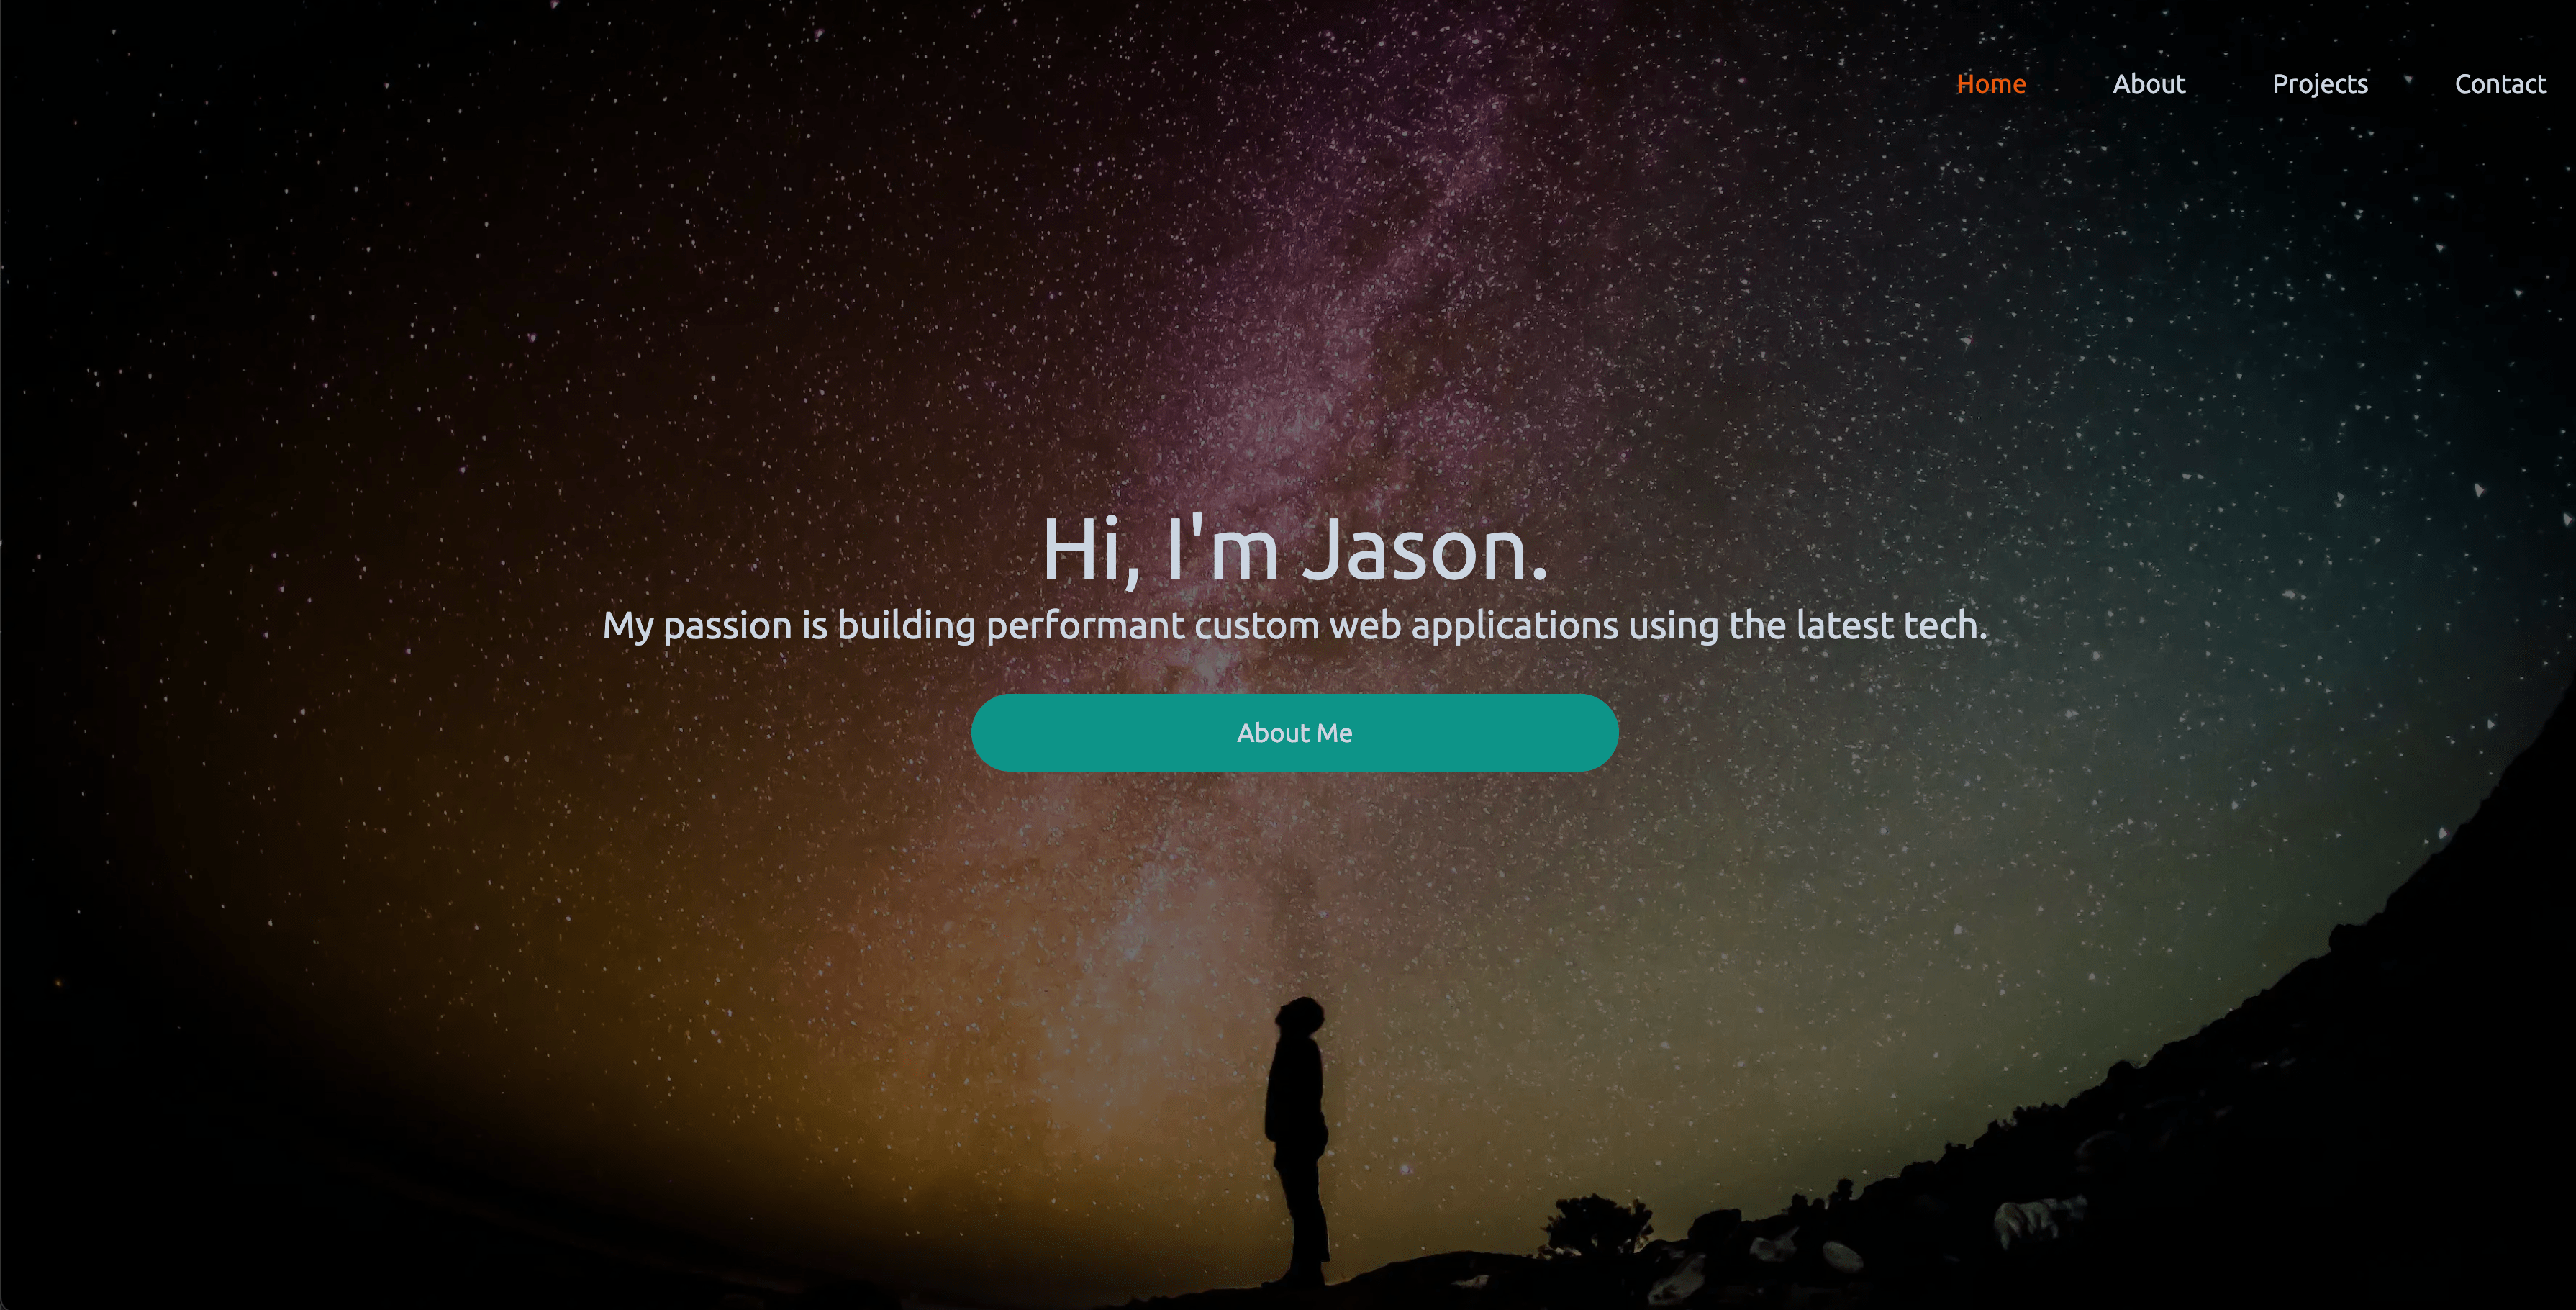 Home About Projects Contact
Hi, I'm Jason.
My passion is building performant custom web applications using the latest tech.
About Me